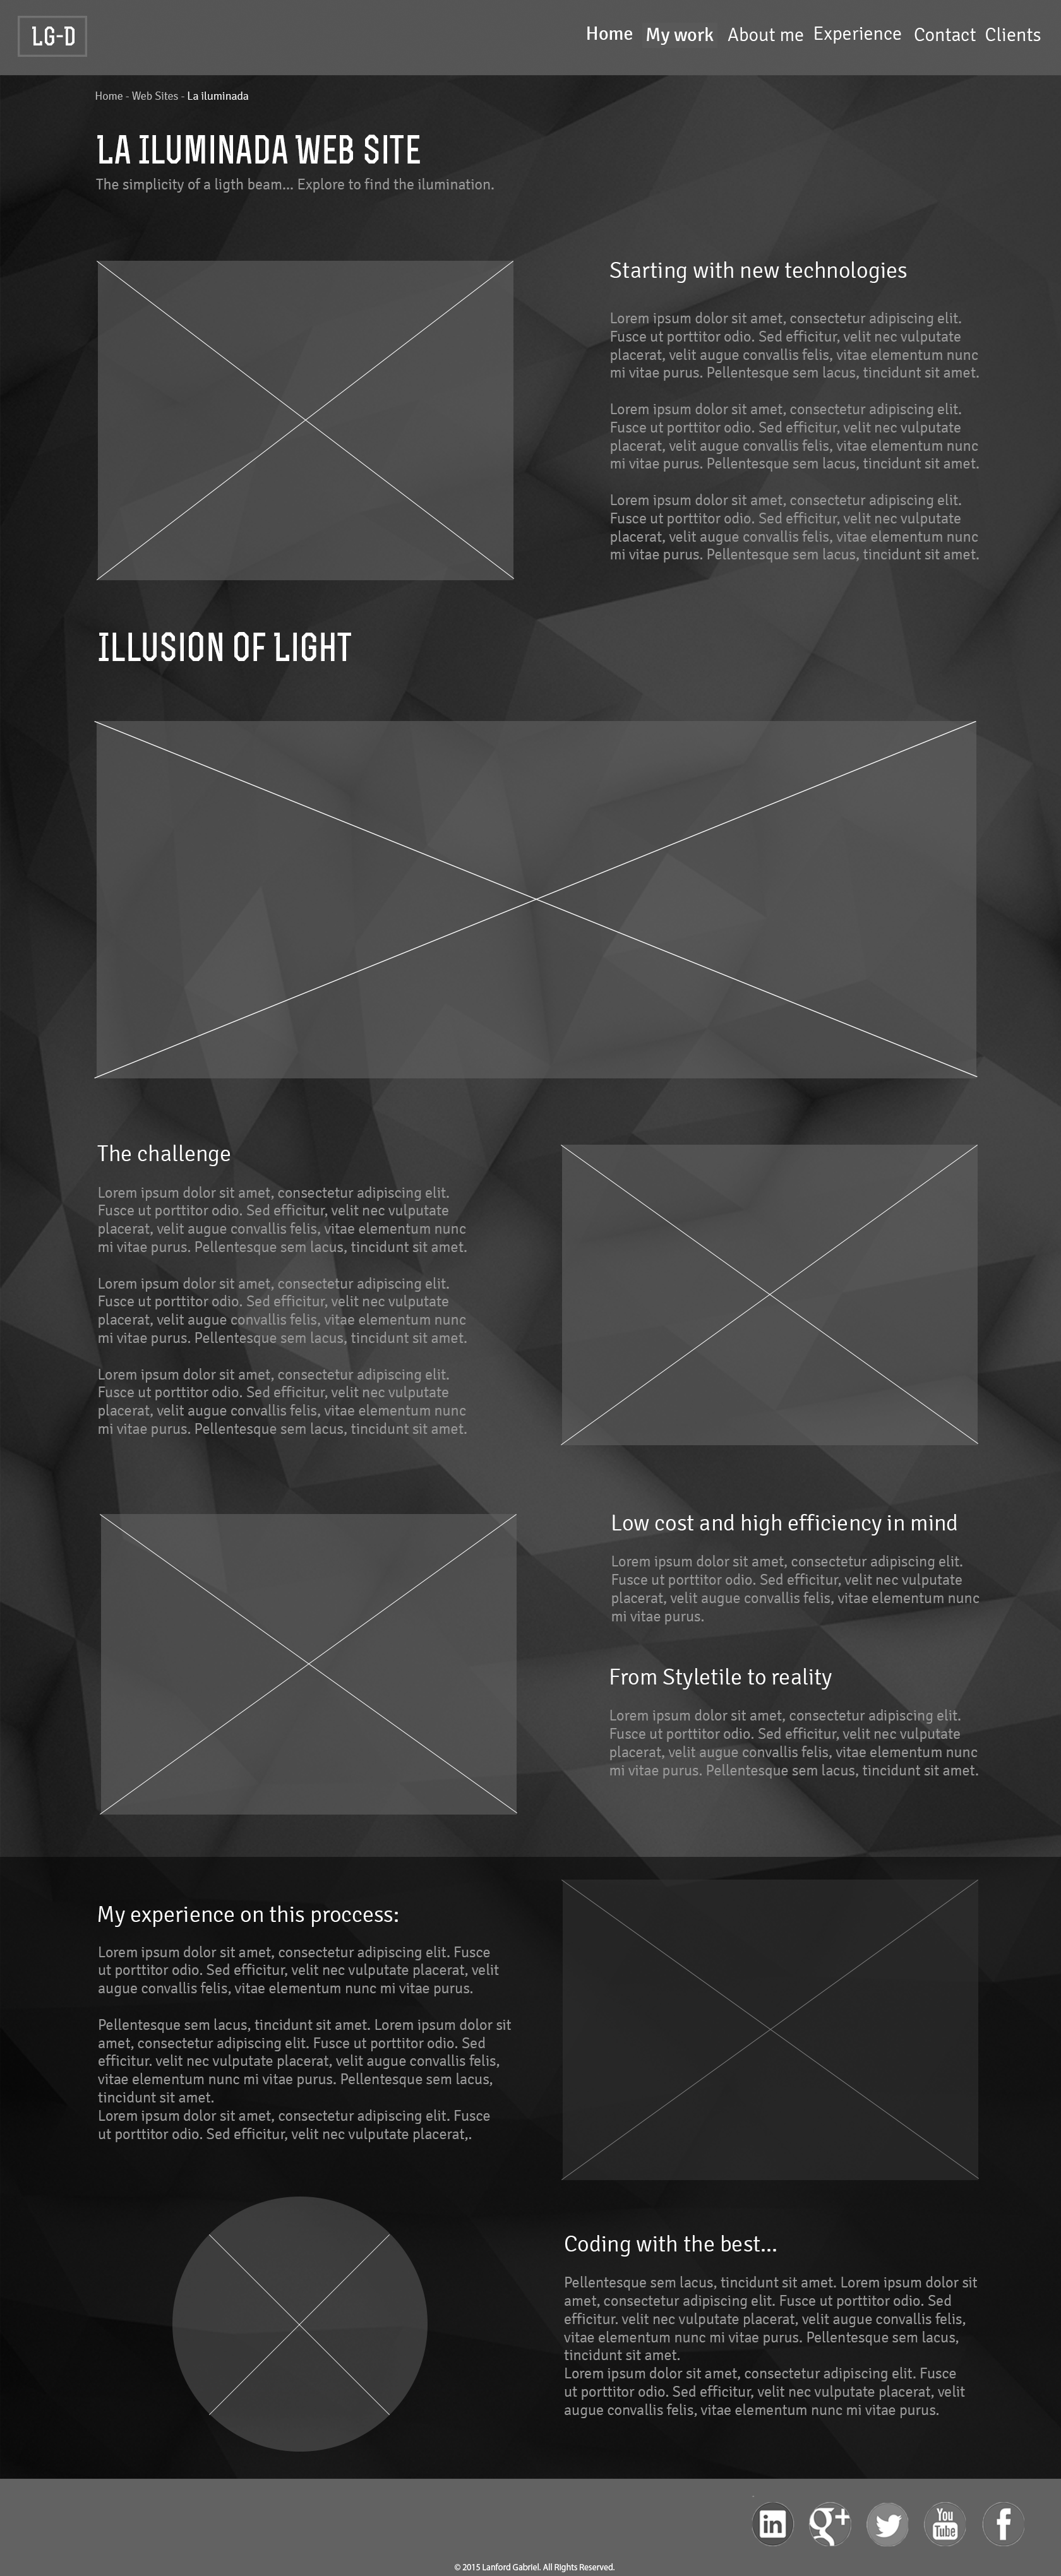 LG-D
Home My work About me Experience Contact Clients
Home - Web Sites - La iluminada
LA ILUMINADA WEB SITE
The simplicity of a ligth beam... Explore to find the ilumination.
Starting with new technologies
Lorem ipsum dolor sit amet, consectetur adipiscing elit.
Fusce ut porttitor odio. Sed efficitur, velit nec vulputate
placerat, velit augue convallis felis, vitae elementum nunc
mi vitae purus. Pellentesque sem lacus, tincidunt sit amet.
Lorem ipsum dolor sit amet, consectetur adipiscing elit.
Fusce ut porttitor odio. Sed efficitur, velit nec vulputate
placerat, velit augue convallis felis, vitae elementum nunc
mi vitae purus. Pellentesque sem lacus, tincidunt sit amet.
Lorem ipsum dolor sit amet, consectetur adipiscing elit.
Fusce ut porttitor odio. Sed efficitur, velit nec vulputate
placerat, velit augue convallis felis, vitae elementum nunc
mi vitae purus. Pellentesque sem lacus, tincidunt sit amet.
ILLUSION OF LIGHT
The challenge
Lorem ipsum dolor sit amet, consectetur adipiscing elit.
Fusce ut porttitor odio. Sed efficitur, velit nec vulputate
placerat, velit augue convallis felis, vitae elementum nunc
mi vitae purus. Pellentesque sem lacus, tincidunt sit amet.
Lorem ipsum dolor sit amet, consectetur adipiscing elit.
Fusce ut porttitor odio. Sed efficitur, velit nec vulputate
placerat, velit augue convallis felis, vitae elementum nunc
mi vitae purus. Pellentesque sem lacus, tincidunt sit amet.
Lorem ipsum dolor sit amet, consectetur adipiscing elit.
Fusce ut porttitor odio. Sed efficitur, velit nec vulputate
placerat, velit augue convallis felis, vitae elementum nunc
mi vitae purus. Pellentesque sem lacus, tincidunt sit amet.
Low cost and high efficiency in mind
Lorem ipsum dolor sit amet, consectetur adipiscing elit.
Fusce ut porttitor odio. Sed efficitur, velit nec vulputate
placerat, velit augue convallis felis, vitae elementum nunc
mi vitae purus.
From Styletile to reality
Lorem ipsum dolor sit amet, consectetur adipiscing elit.
Fusce ut porttitor odio. Sed efficitur, velit nec vulputate
placerat, velit augue convallis felis, vitae elementum nunc
mi vitae purus. Pellentesque sem lacus, tincidunt sit amet.
My experience on this proccess:
Lorem ipsum dolor sit amet, consectetur adipiscing elit. Fusce
ut porttitor odio. Sed efficitur, velit nec vulputate placerat, velit
augue convallis felis, vitae elementum nunc mi vitae purus.
Pellentesque sem lacus, tincidunt sit amet. Lorem ipsum dolor sit
amet, consectetur adipiscing elit. Fusce ut porttitor odio. Sed
efficitur. velit nec vulputate placerat, velit augue convallis felis,
vitae elementum nunc mi vitae purus. Pellentesque sem lacus,
tincidunt sit amet.
Lorem ipsum dolor sit amet, consectetur adipiscing elit. Fusce
ut porttitor odio. Sed efficitur, velit nec vulputate placerat,.
Coding with the best...
Pellentesque sem lacus, tincidunt sit amet. Lorem ipsum dolor sit
amet, consectetur adipiscing elit. Fusce ut porttitor odio. Sed
efficitur. velit nec vulputate placerat, velit augue convallis felis,
vitae elementum nunc mi vitae purus. Pellentesque sem lacus,
tincidunt sit amet.
Lorem ipsum dolor sit amet, consectetur adipiscing elit. Fusce
ut porttitor odio. Sed efficitur, velit nec vulputate placerat, velit
augue convallis felis, vitae elementum nunc mi vitae purus.
in g+ You Tube f
© 2015 Lanford Gabriel. All Rights Reserved.